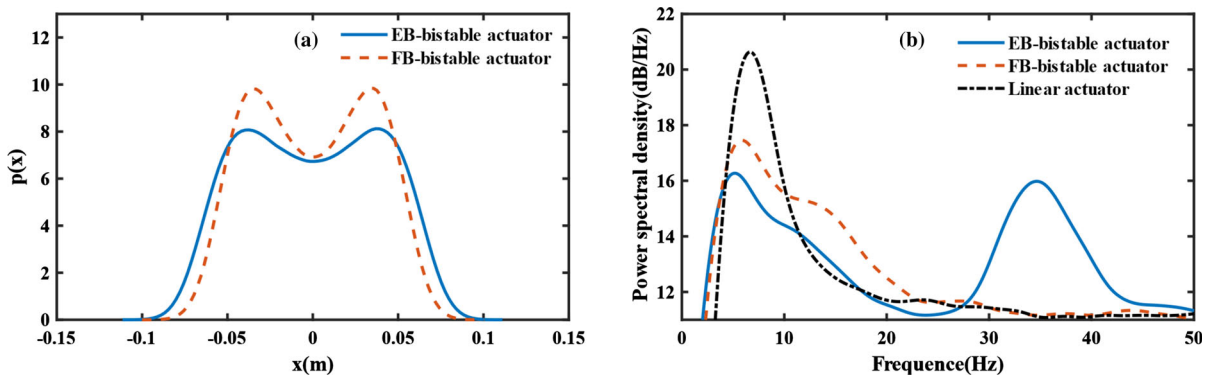 (a)
EB-bistable actuator
FB-bistable actuator
12
10
8
6
4
2
0
p(x)
-0.15
-0.1
-0.05
0
0.05
0.1
0.15
x(m)
(b)
EB-bistable actuator
FB-bistable actuator
Linear actuator
22
20
18
16
14
12
Power spectral density(dB/Hz)
0
10
20
30
40
50
Frequence(Hz)